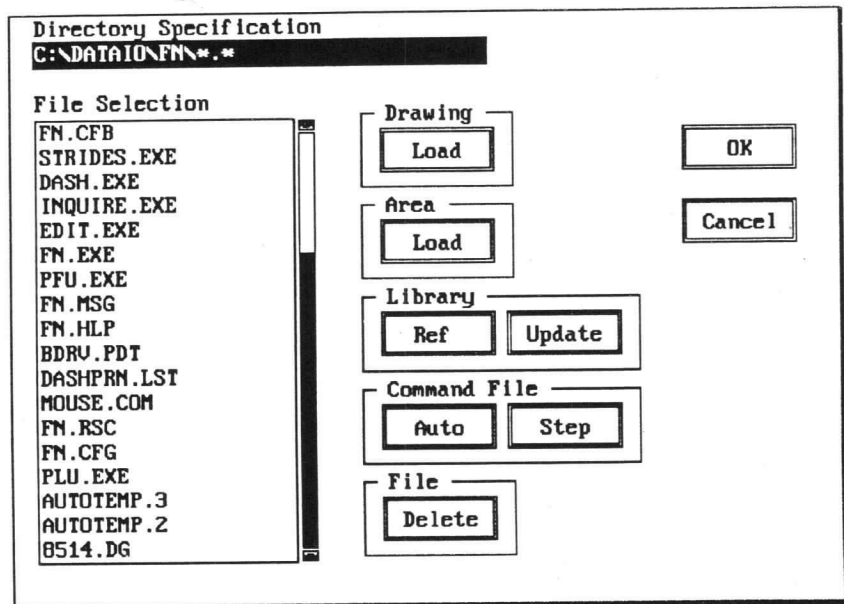 Directory Specification
C:\DATAIO\FN\*.*
File Selection
FN.CFB
STRIDES.EXE
DASH.EXE
INQUIRE.EXE
EDIT.EXE
FN.EXE
PFU.EXE
FN.MSG
FN.HLP
BDRV.PDT
DASHPRN.LST
MOUSE.COM
FN.RSC
FN.CFG
PLU.EXE
AUTOTEMP.3
AUTOTEMP.2
8514.DG
Drawing
Load
Area
Load
Library
Ref Update
Command File
Auto Step
File
Delete
OK
Cancel